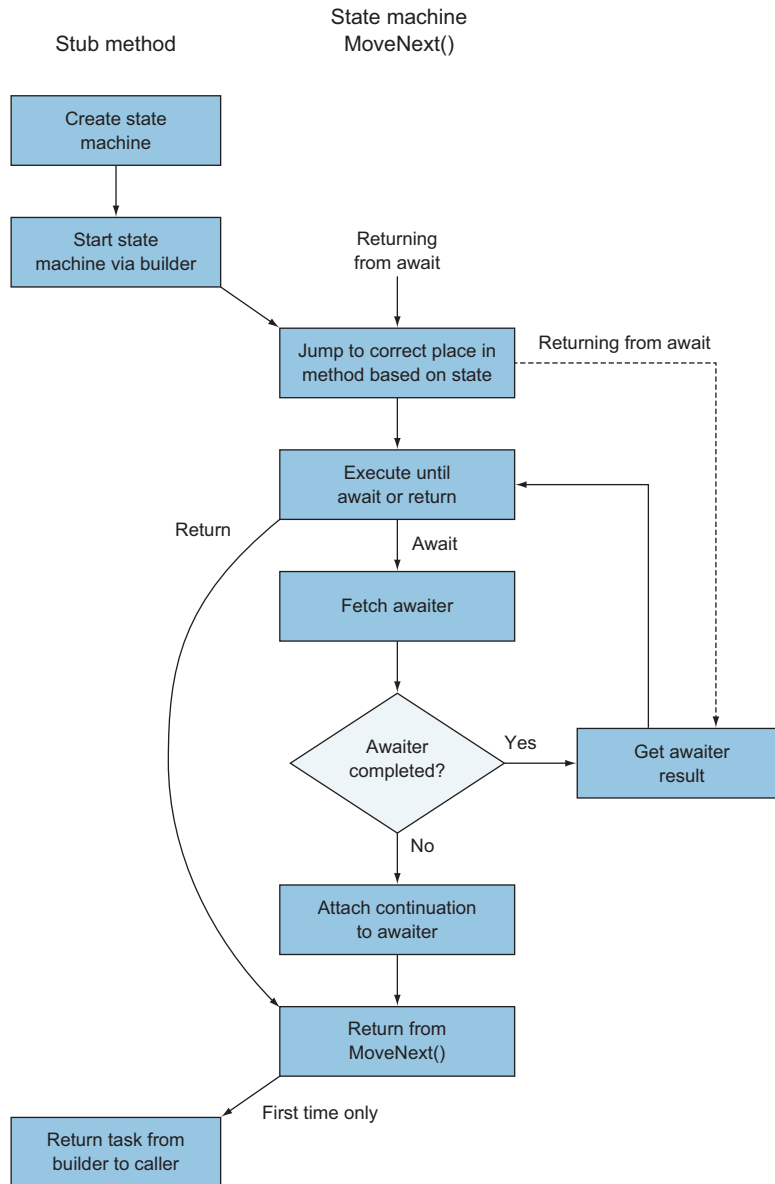 Stub method
State machine
MoveNext()
Create state
machine
Start state
machine via builder
Returning
from await
Jump to correct place in
method based on state
Returning from await
Execute until
await or return
Return
Await
Fetch awaiter
Awaiter
completed?
Yes
Get awaiter
result
No
Attach continuation
to awaiter
Return from
MoveNext()
First time only
Return task from
builder to caller